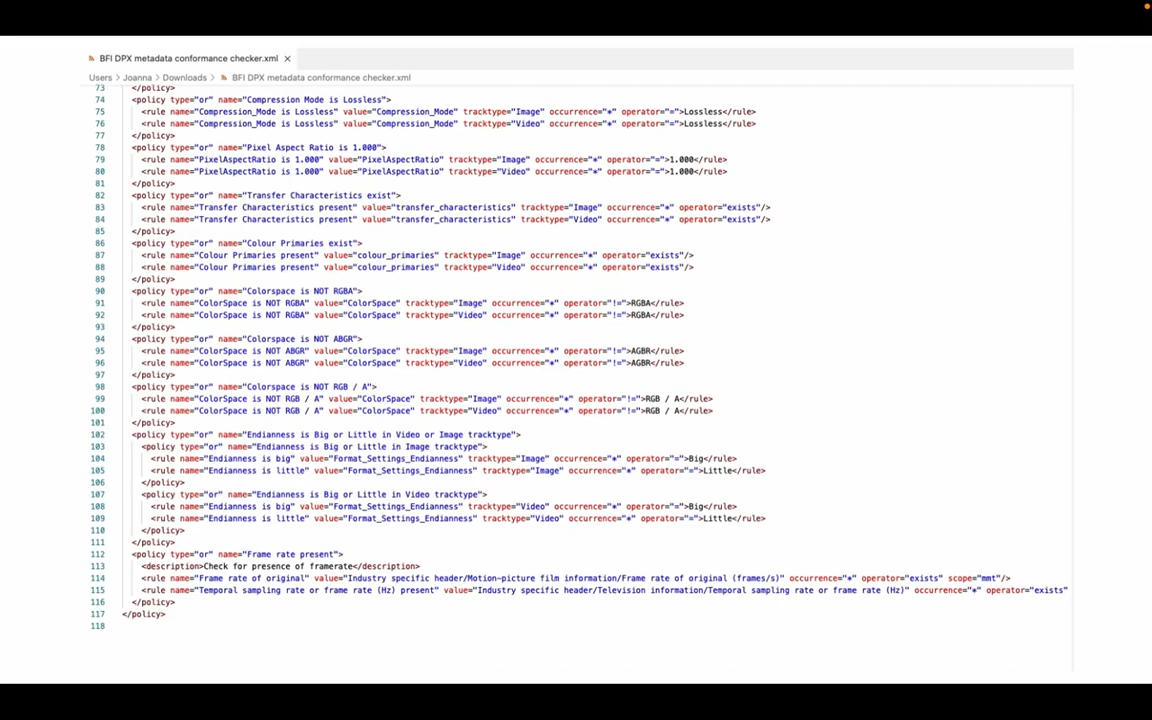 BFI DPX metadata conformance checker.xml ×
Users > Joanna > Downloads > BFI DPX metadata conformance checker.xml
73 </policy>
74 <policy type="or" name="Compression Mode is Lossless">
75 <rule name="Compression_Mode is Lossless" value="Compression_Mode" tracktype="Image" occurrence="*" operator="=">Lossless</rule>
76 <rule name="Compression_Mode is Lossless" value="Compression_Mode" tracktype="Video" occurrence="*" operator="=">Lossless</rule>
77 </policy>
78 <policy type="or" name="Pixel Aspect Ratio is 1.000">
79 <rule name="PixelAspectRatio is 1.000" value="PixelAspectRatio" tracktype="Image" occurrence="*" operator="=">1.000</rule>
80 <rule name="PixelAspectRatio is 1.000" value="PixelAspectRatio" tracktype="Video" occurrence="*" operator="=">1.000</rule>
81 </policy>
82 <policy type="or" name="Transfer Characteristics exist">
83 <rule name="Transfer Characteristics present" value="transfer_characteristics" tracktype="Image" occurrence="*" operator="exists"/>
84 <rule name="Transfer Characteristics present" value="transfer_characteristics" tracktype="Video" occurrence="*" operator="exists"/>
85 </policy>
86 <policy type="or" name="Colour Primaries exist">
87 <rule name="Colour Primaries present" value="colour_primaries" tracktype="Image" occurrence="*" operator="exists"/>
88 <rule name="Colour Primaries present" value="colour_primaries" tracktype="Video" occurrence="*" operator="exists"/>
89 </policy>
90 <policy type="or" name="Colorspace is NOT RGBA">
91 <rule name="ColorSpace is NOT RGBA" value="ColorSpace" tracktype="Image" occurrence="*" operator="!=">RGBA</rule>
92 <rule name="ColorSpace is NOT RGBA" value="ColorSpace" tracktype="Video" occurrence="*" operator="!=">RGBA</rule>
93 </policy>
94 <policy type="or" name="Colorspace is NOT ABGR">
95 <rule name="ColorSpace is NOT ABGR" value="ColorSpace" tracktype="Image" occurrence="*" operator="!=">AGBR</rule>
96 <rule name="ColorSpace is NOT ABGR" value="ColorSpace" tracktype="Video" occurrence="*" operator="!=">AGBR</rule>
97 </policy>
98 <policy type="or" name="Colorspace is NOT RGB / A">
99 <rule name="ColorSpace is NOT RGB / A" value="ColorSpace" tracktype="Image" occurrence="*" operator="!=">RGB / A</rule>
100 <rule name="ColorSpace is NOT RGB / A" value="ColorSpace" tracktype="Video" occurrence="*" operator="!=">RGB / A</rule>
101 </policy>
102 <policy type="or" name="Endianness is Big or Little in Video or Image tracktype">
103 <policy type="or" name="Endianness is Big or Little in Image tracktype">
104 <rule name="Endianness is big" value="Format_Settings_Endianness" tracktype="Image" occurrence="*" operator="=">Big</rule>
105 <rule name="Endianness is little" value="Format_Settings_Endianness" tracktype="Image" occurrence="*" operator="=">Little</rule>
106 </policy>
107 <policy type="or" name="Endianness is Big or Little in Video tracktype">
108 <rule name="Endianness is big" value="Format_Settings_Endianness" tracktype="Video" occurrence="*" operator="=">Big</rule>
109 <rule name="Endianness is little" value="Format_Settings_Endianness" tracktype="Video" occurrence="*" operator="=">Little</rule>
110 </policy>
111 </policy>
112 <policy type="or" name="Frame rate present">
113 <description>Check for presence of framerate</description>
114 <rule name="Frame rate of original" value="Industry specific header/Motion-picture film information/Frame rate of original (frames/s)" occurrence="*" operator="exists" scope="mmt"/>
115 <rule name="Temporal sampling rate or frame rate (Hz) present" value="Industry specific header/Television information/Temporal sampling rate or frame rate (Hz)" occurrence="*" operator="exists"
116 </policy>
117 </policy>
118